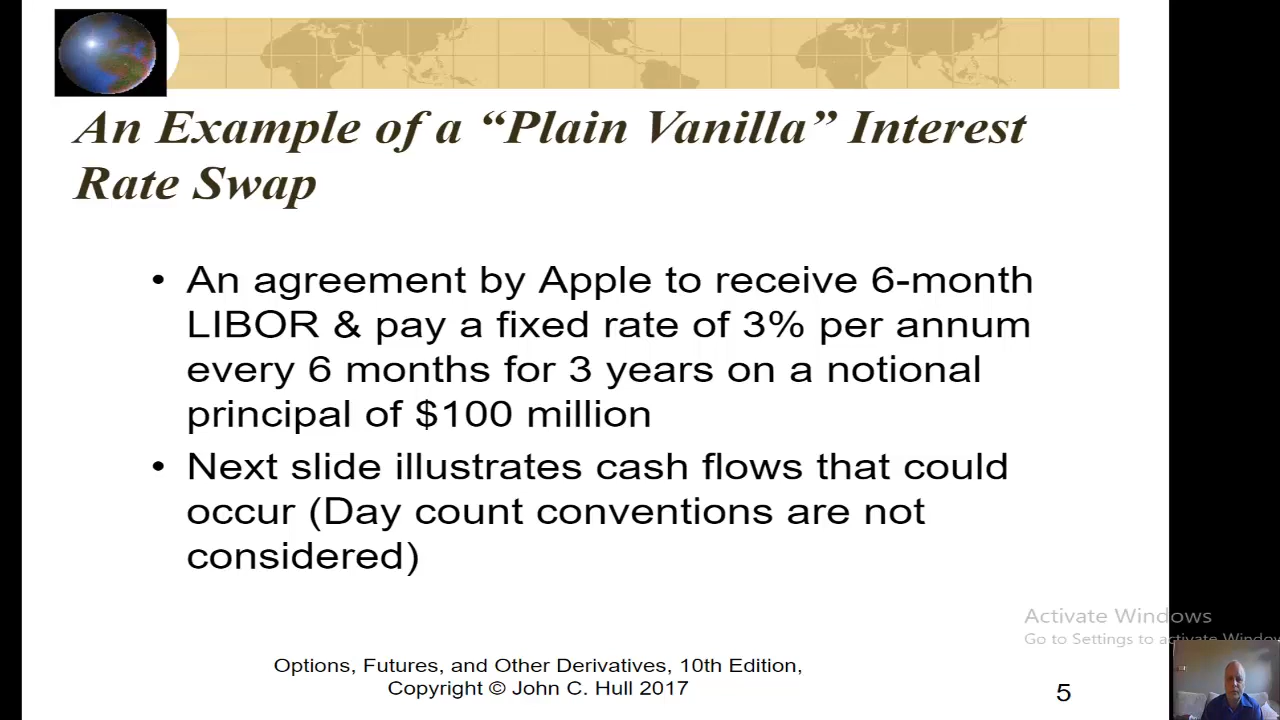 An Example of a “Plain Vanilla” Interest
Rate Swap
• An agreement by Apple to receive 6-month
LIBOR & pay a fixed rate of 3% per annum
every 6 months for 3 years on a notional
principal of $100 million
• Next slide illustrates cash flows that could
occur (Day count conventions are not
considered)
Activate Windows
Go to Settings to activate Window
Options, Futures, and Other Derivatives, 10th Edition,
Copyright © John C. Hull 2017
5